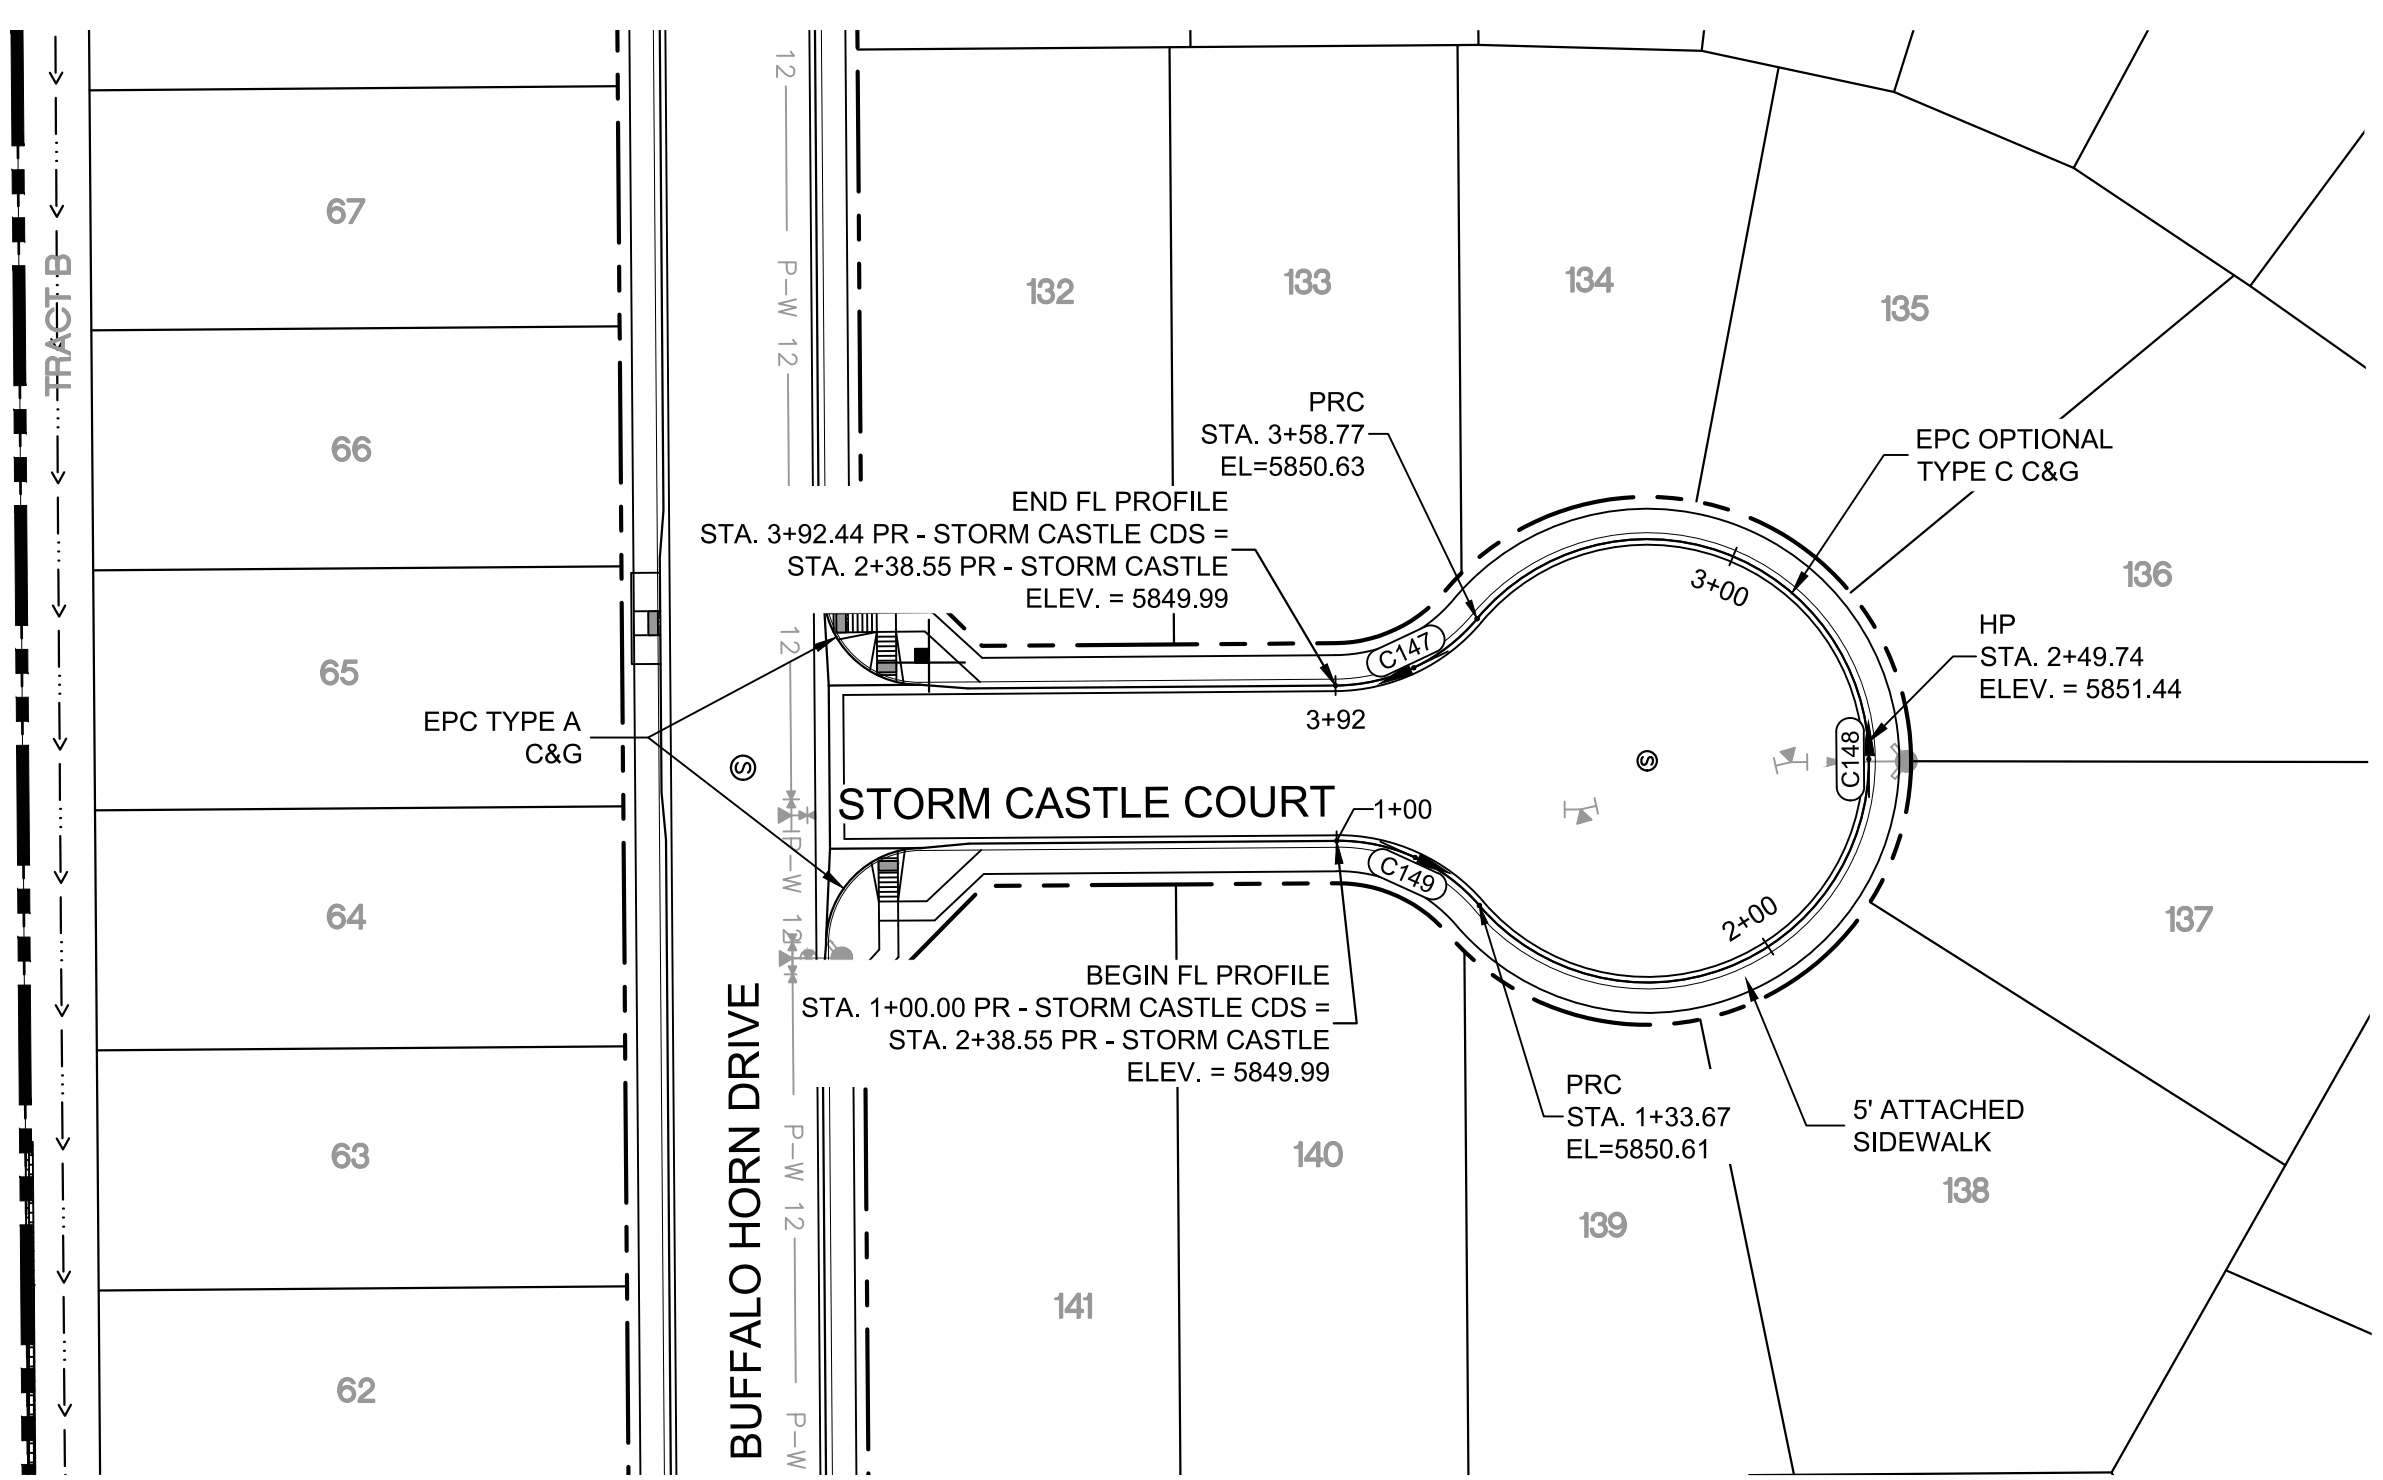 12
P-W
12
TRACT B
67
66
65
64
63
62
132
133
134
135
136
137
138
139
140
141
PRC
STA. 3+58.77
EL=5850.63
EPC OPTIONAL
TYPE C C&G
END FL PROFILE
STA. 3+92.44 PR - STORM CASTLE CDS =
STA. 2+38.55 PR - STORM CASTLE
ELEV. = 5849.99
3+00
HP
STA. 2+49.74
ELEV. = 5851.44
12
C147
3+92
EPC TYPE A
C&G
S
S
C148
STORM CASTLE COURT
1+00
P-W
12
C149
2+00
BEGIN FL PROFILE
STA. 1+00.00 PR - STORM CASTLE CDS =
STA. 2+38.55 PR - STORM CASTLE
ELEV. = 5849.99
BUFFALO HORN DRIVE
PRC
STA. 1+33.67
EL=5850.61
5' ATTACHED
SIDEWALK
P-W
12
P-W